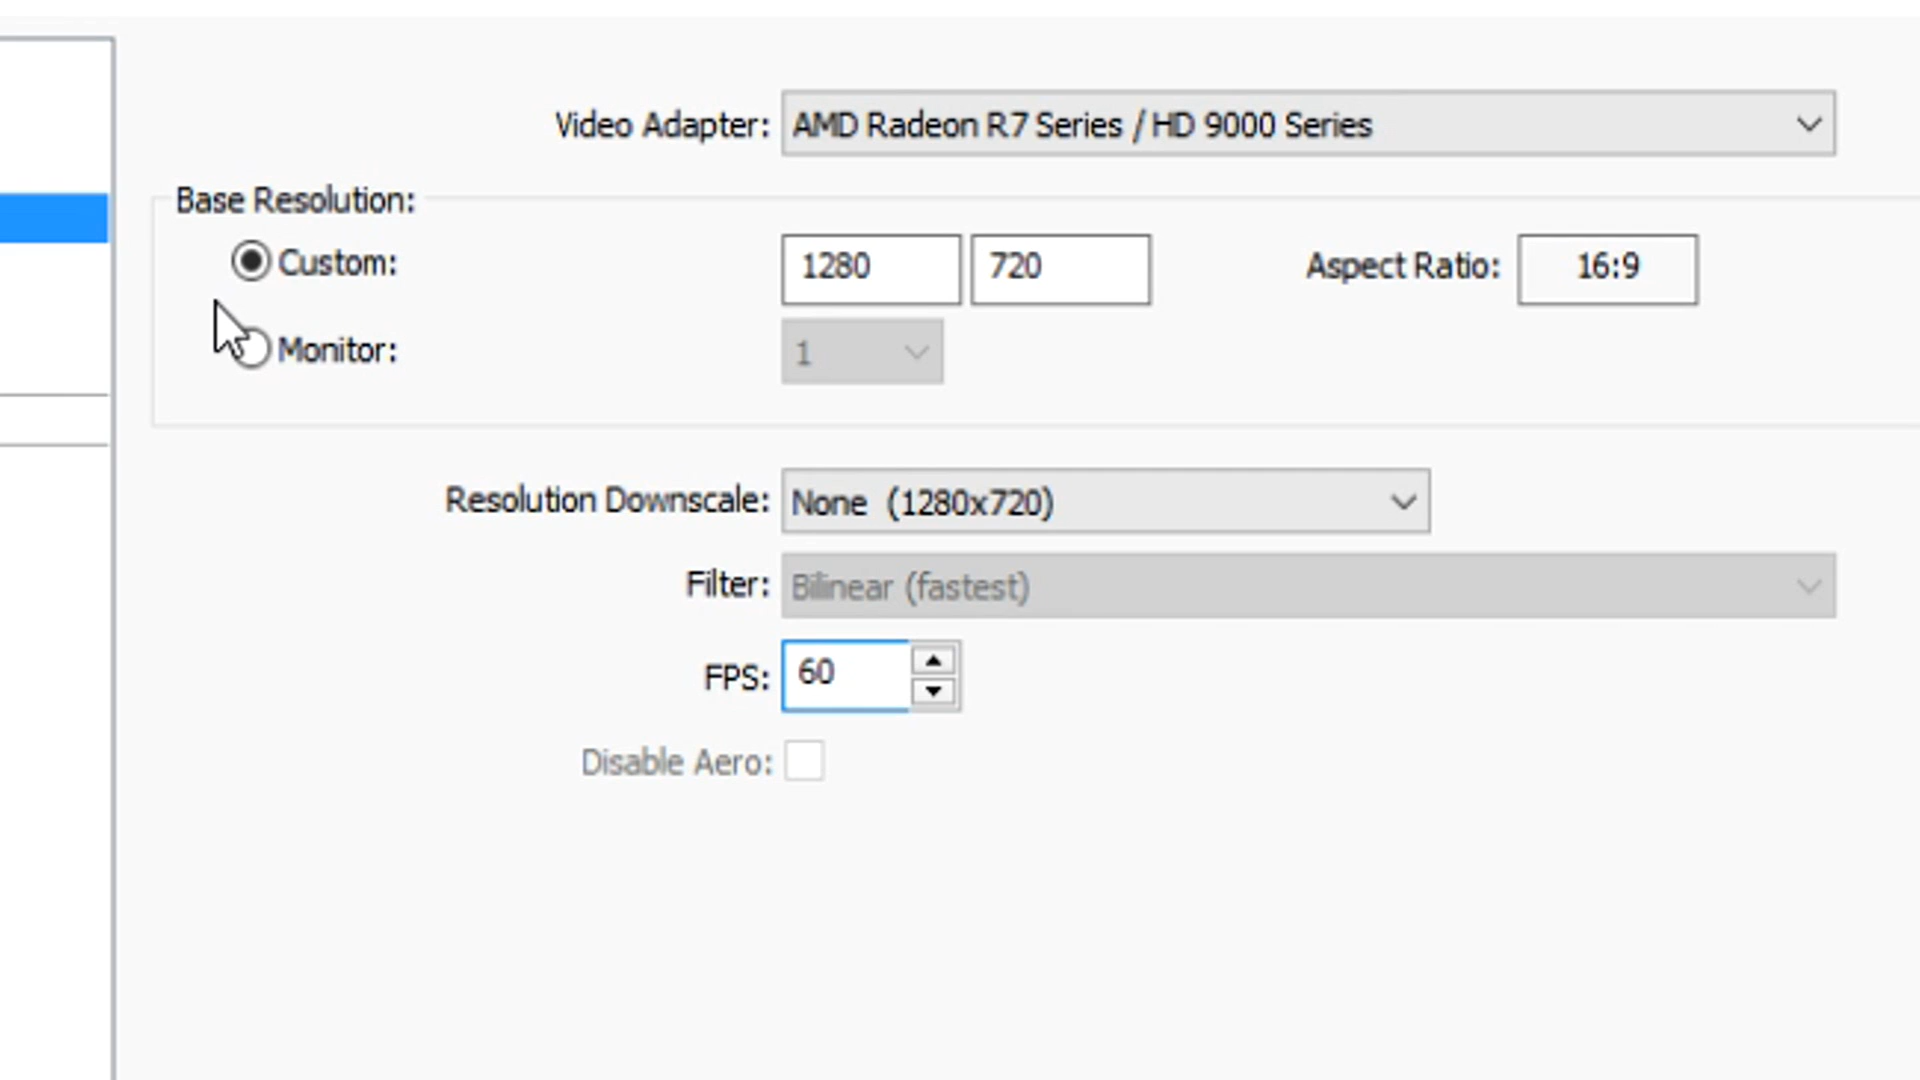 Video Adapter: AMD Radeon R7 Series / HD 9000 Series
Base Resolution:
Custom: 1280 720 Aspect Ratio: 16:9
Monitor: 1
Resolution Downscale: None (1280x720)
Filter: Bilinear (fastest)
FPS: 60
Disable Aero: